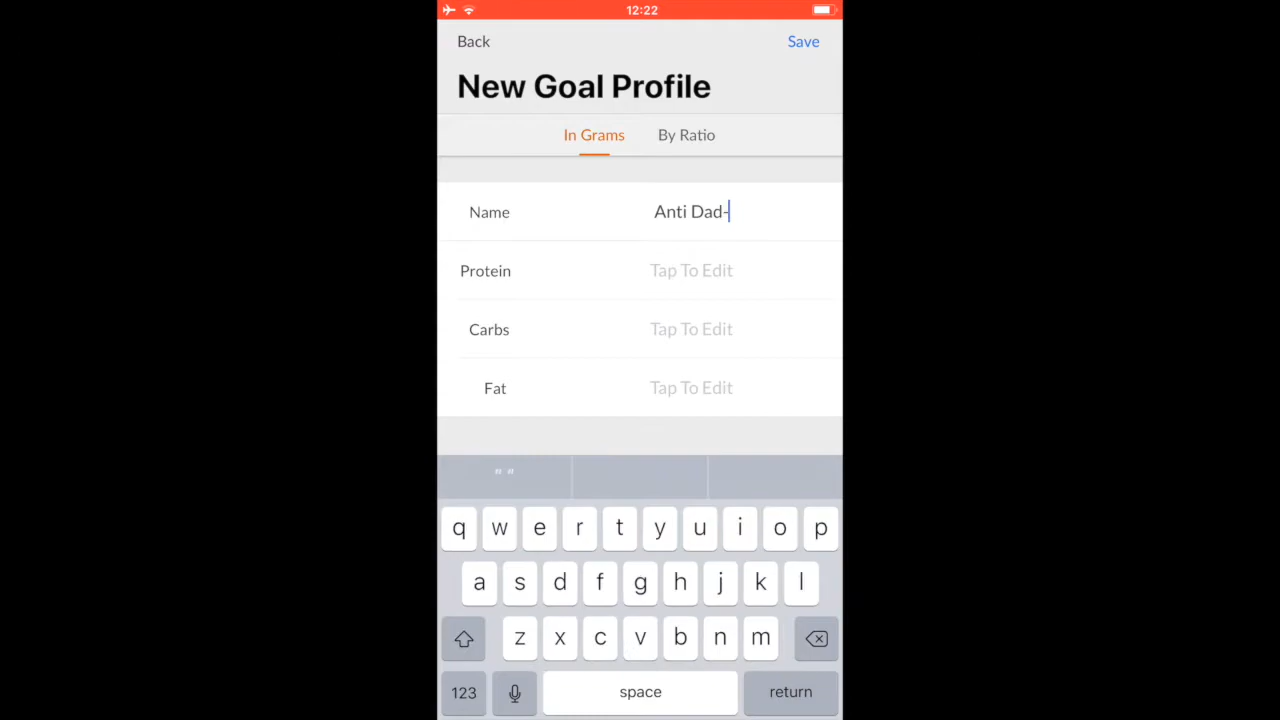 12:22
Back Save
New Goal Profile
In Grams By Ratio
Name Anti Dad-
Protein Tap To Edit
Carbs Tap To Edit
Fat Tap To Edit
" "
q w e r t y u i o p
a s d f g h j k l
z x c v b n m
123 space return